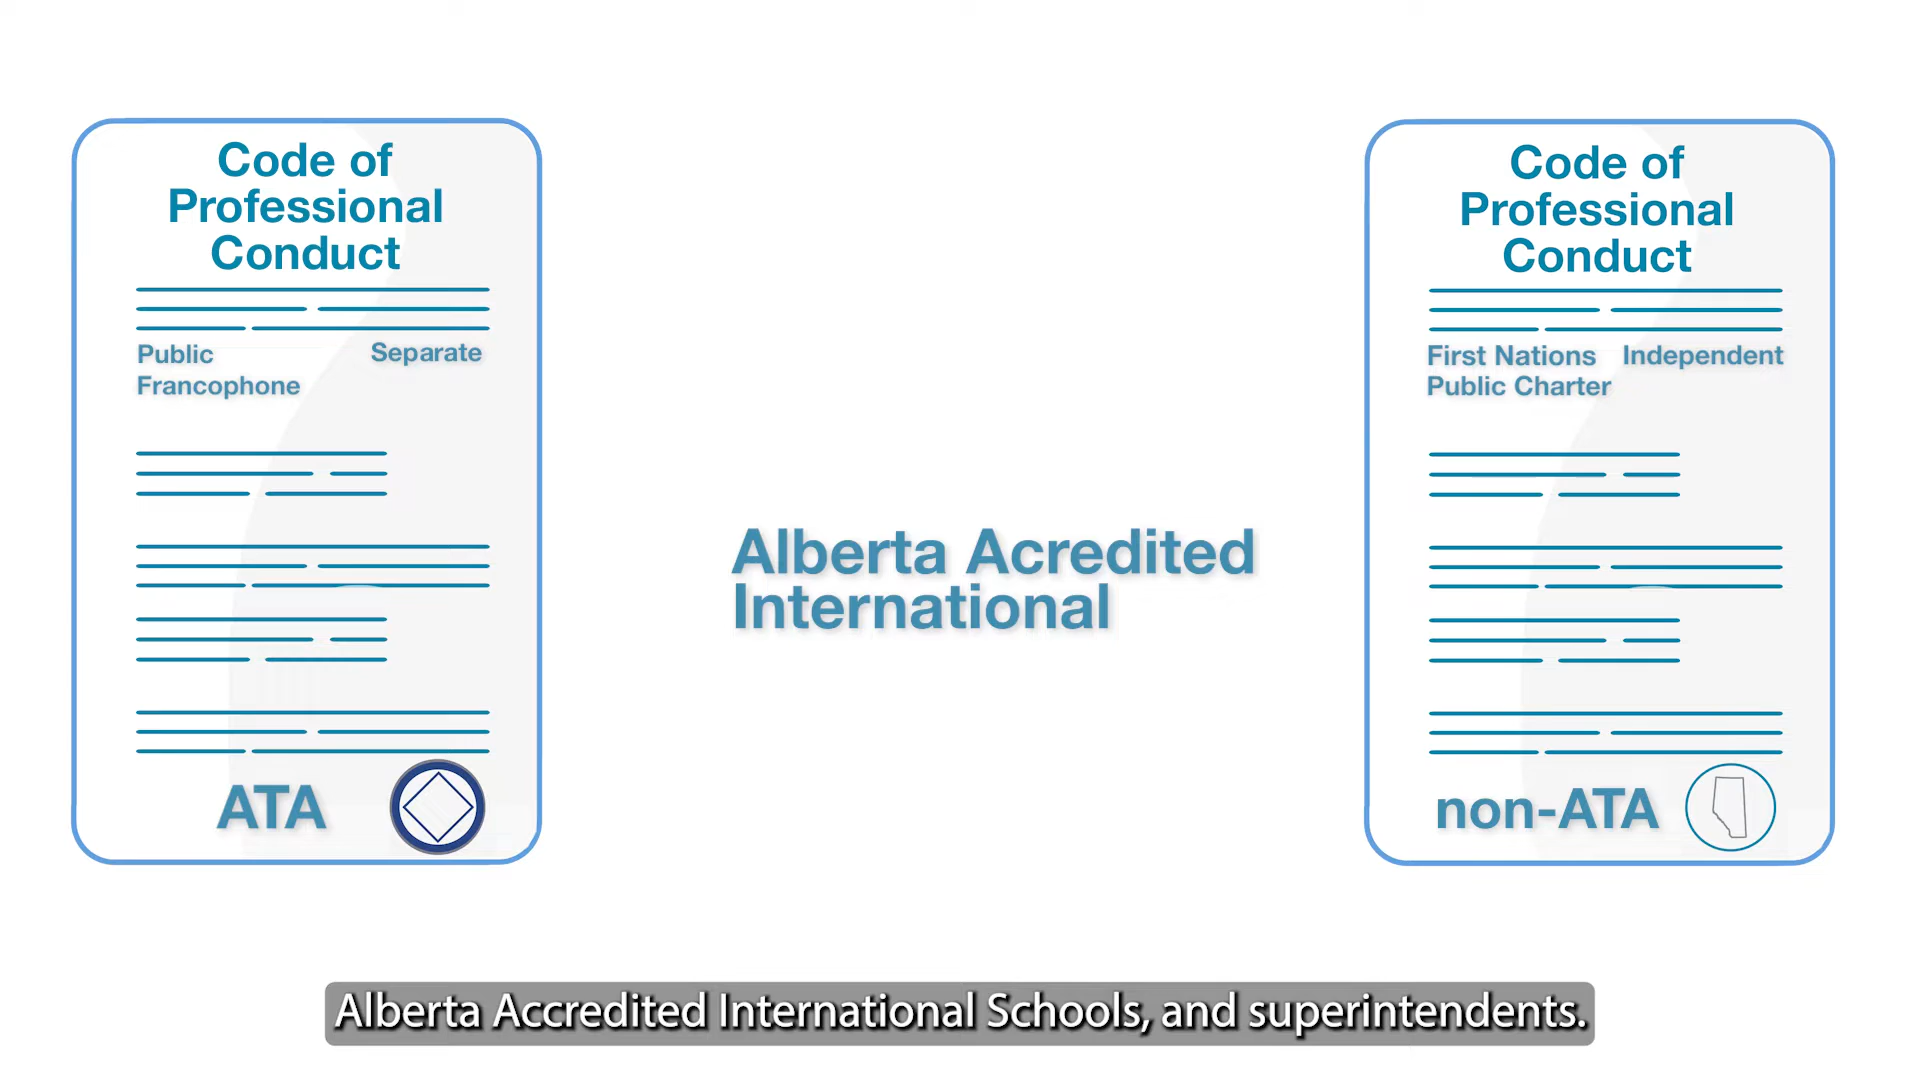 Code of
Professional
Conduct
Public
Separate
Francophone
ATA
Alberta Acredited
International
Code of
Professional
Conduct
First Nations
Independent
Public Charter
non-ATA
Alberta Accredited International Schools, and superintendents.